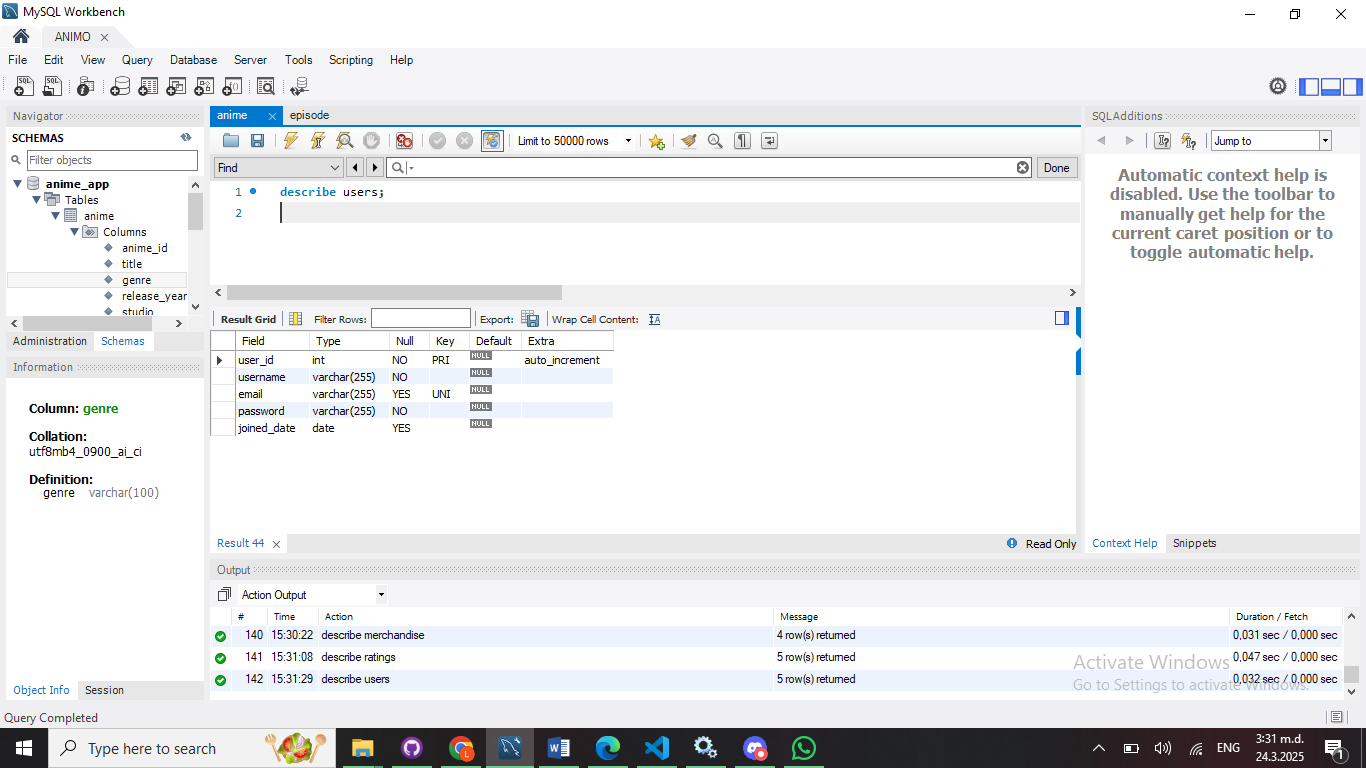 MySQL Workbench
ANIMO
File Edit View Query Database Server Tools Scripting Help
Navigator
SCHEMAS
Filter objects
anime_app
Tables
anime
Columns
anime_id
title
genre
release_year
studio
Administration Schemas
Information
Column: genre
Collation:
utf8mb4_0900_ai_ci
Definition:
genre varchar(100)
Object Info Session
anime episode
Limit to 50000 rows
Find Done
1 describe users;
2
Result Grid Filter Rows: Export: Wrap Cell Content:
Field Type Null Key Default Extra
user_id int NO PRI NULL auto_increment
username varchar(255) NO NULL
email varchar(255) YES UNI NULL
password varchar(255) NO NULL
joined_date date YES NULL
Result 44 Read Only
SQLAdditions
Jump to
Automatic context help is
disabled. Use the toolbar to
manually get help for the
current caret position or to
toggle automatic help.
Context Help Snippets
Output
Action Output
# Time Action Message Duration / Fetch
140 15:30:22 describe merchandise 4 row(s) returned 0,031 sec / 0,000 sec
141 15:31:08 describe ratings 5 row(s) returned 0,047 sec / 0,000 sec
142 15:31:29 describe users 5 row(s) returned 0,032 sec / 0,000 sec
Activate Windows
Go to Settings to activate Windows.
Query Completed
Type here to search
ENG
3:31 m.d.
24.3.2025
1